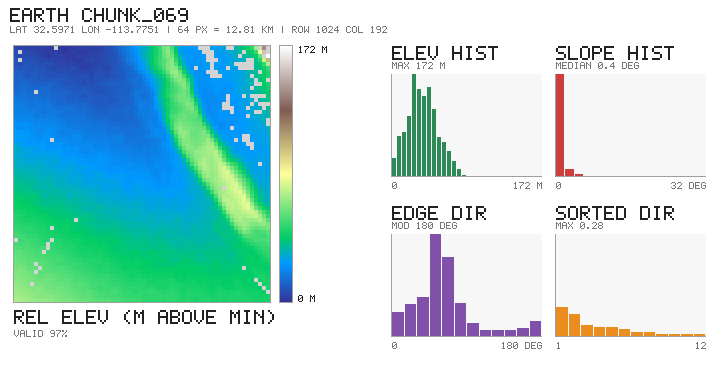 EARTH CHUNK_069
LAT 32.5971 LON -113.7751 | 64 PX = 12.81 KM | ROW 1024 COL 192
172 M
0 M
REL ELEV (M ABOVE MIN)
VALID 97%
ELEV HIST
MAX 172 M
0 172 M
SLOPE HIST
MEDIAN 0.4 DEG
0 32 DEG
EDGE DIR
MOD 180 DEG
0 180 DEG
SORTED DIR
MAX 0.28
1 12